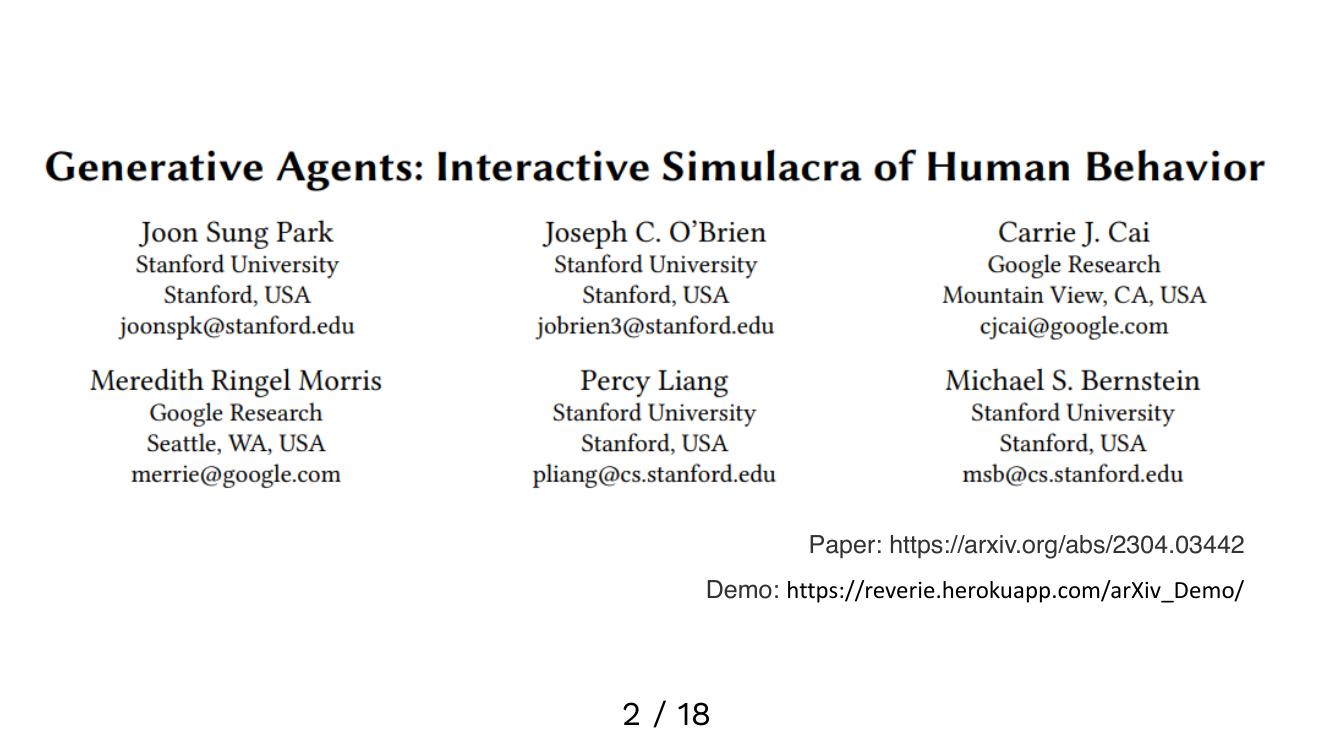 Generative Agents: Interactive Simulacra of Human Behavior
Joon Sung Park
Stanford University
Stanford, USA
joonspk@stanford.edu
Joseph C. O'Brien
Stanford University
Stanford, USA
jobrien3@stanford.edu
Carrie J. Cai
Google Research
Mountain View, CA, USA
cjcai@google.com
Meredith Ringel Morris
Google Research
Seattle, WA, USA
merrie@google.com
Percy Liang
Stanford University
Stanford, USA
pliang@cs.stanford.edu
Michael S. Bernstein
Stanford University
Stanford, USA
msb@cs.stanford.edu
Paper: https://arxiv.org/abs/2304.03442
Demo: https://reverie.herokuapp.com/arXiv_Demo/
2 / 18